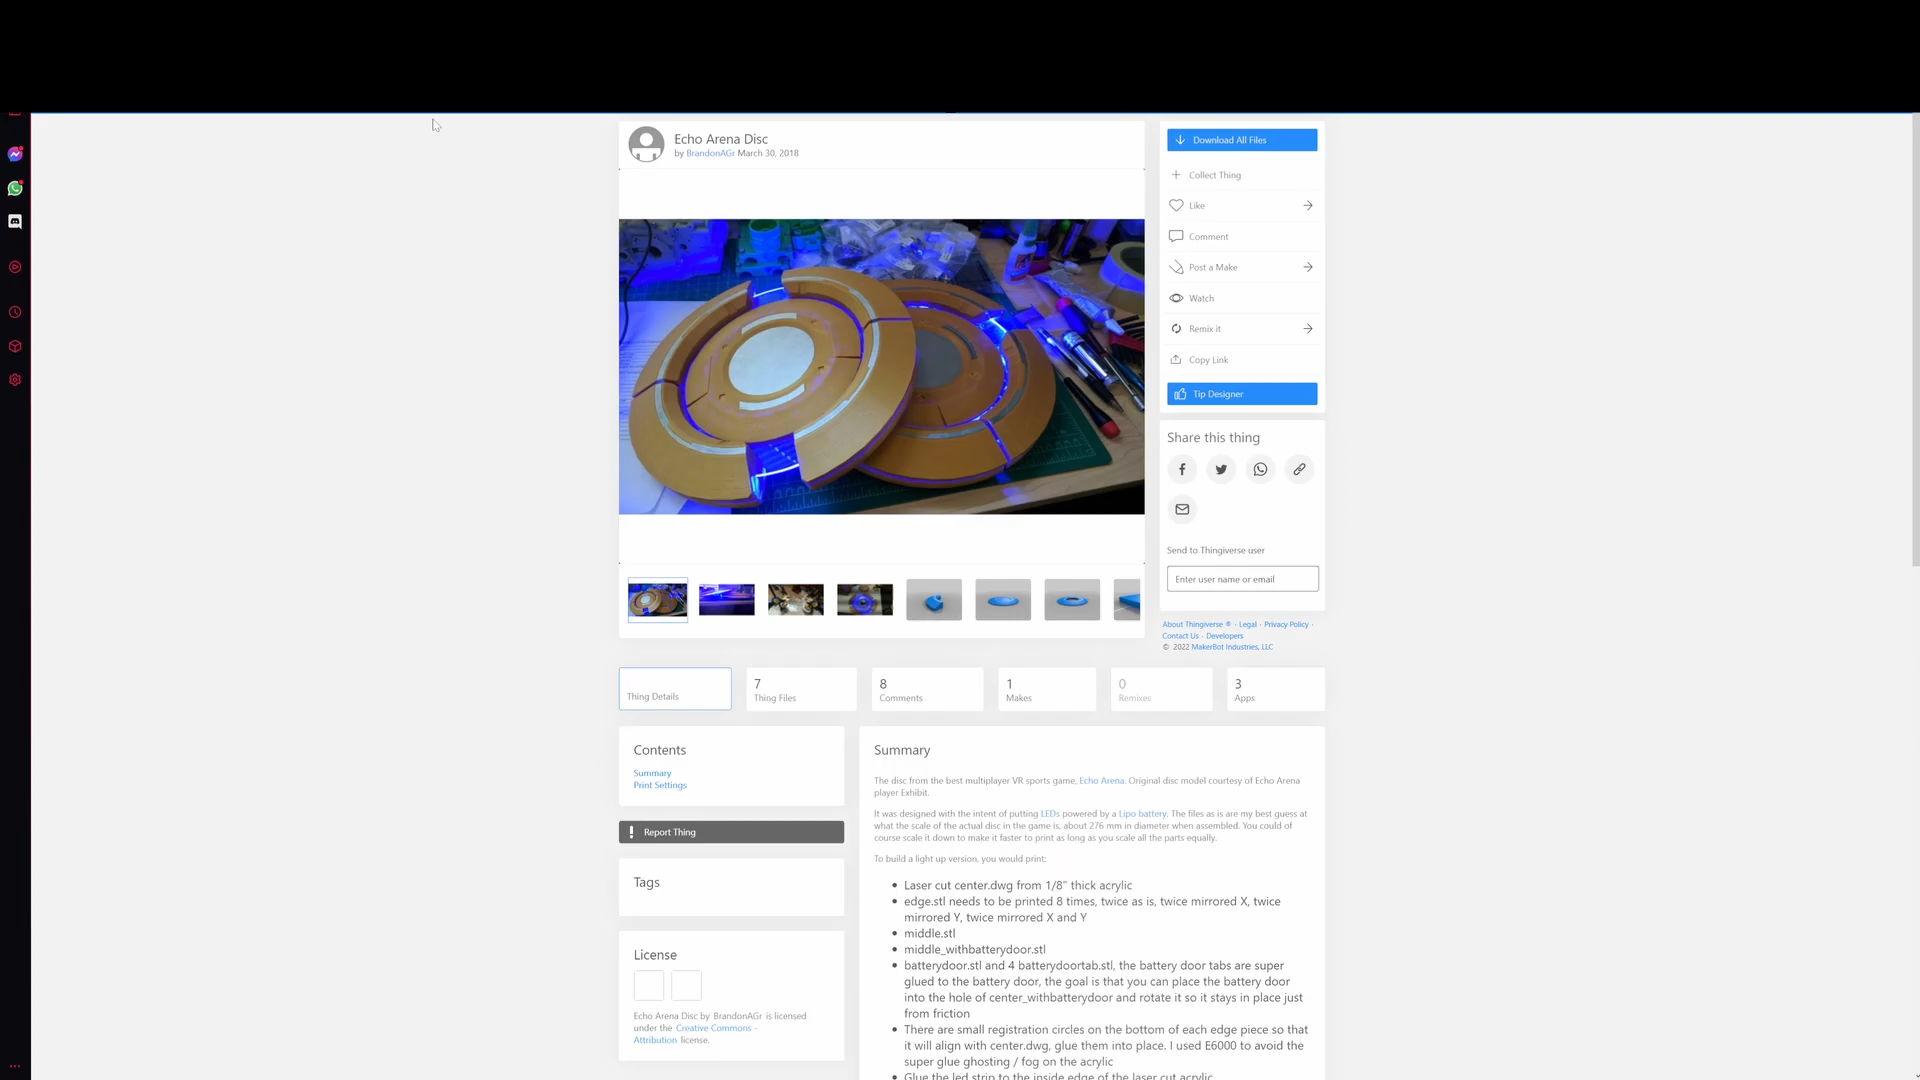 Echo Arena Disc
by BrandonAGr March 30, 2018
Download All Files
Collect Thing
Like
Comment
Post a Make
Watch
Remix it
Copy Link
Tip Designer
Share this thing
Send to Thingiverse user
Enter user name or email
About Thingiverse ® · Legal · Privacy Policy ·
Contact Us · Developers
© 2022 MakerBot Industries, LLC
Thing Details
7
Thing Files
8
Comments
1
Makes
0
Remixes
3
Apps
Contents
Summary
Print Settings
Report Thing
Tags
License
Echo Arena Disc by BrandonAGr is licensed
under the Creative Commons -
Attribution license.
Summary
The disc from the best multiplayer VR sports game, Echo Arena. Original disc model courtesy of Echo Arena
player Exhibit.
It was designed with the intent of putting LEDs powered by a Lipo battery. The files as is are my best guess at
what the scale of the actual disc in the game is, about 276 mm in diameter when assembled. You could of
course scale it down to make it faster to print as long as you scale all the parts equally.
To build a light up version, you would print:
• Laser cut center.dwg from 1/8" thick acrylic
• edge.stl needs to be printed 8 times, twice as is, twice mirrored X, twice
mirrored Y, twice mirrored X and Y
• middle.stl
• middle_withbatterydoor.stl
• batterydoor.stl and 4 batterydoortab.stl, the battery door tabs are super
glued to the battery door, the goal is that you can place the battery door
into the hole of center_withbatterydoor and rotate it so it stays in place just
from friction
• There are small registration circles on the bottom of each edge piece so that
it will align with center.dwg, glue them into place. I used E6000 to avoid the
super glue ghosting / fog on the acrylic
• Glue the led strip to the inside edge of the laser cut acrylic